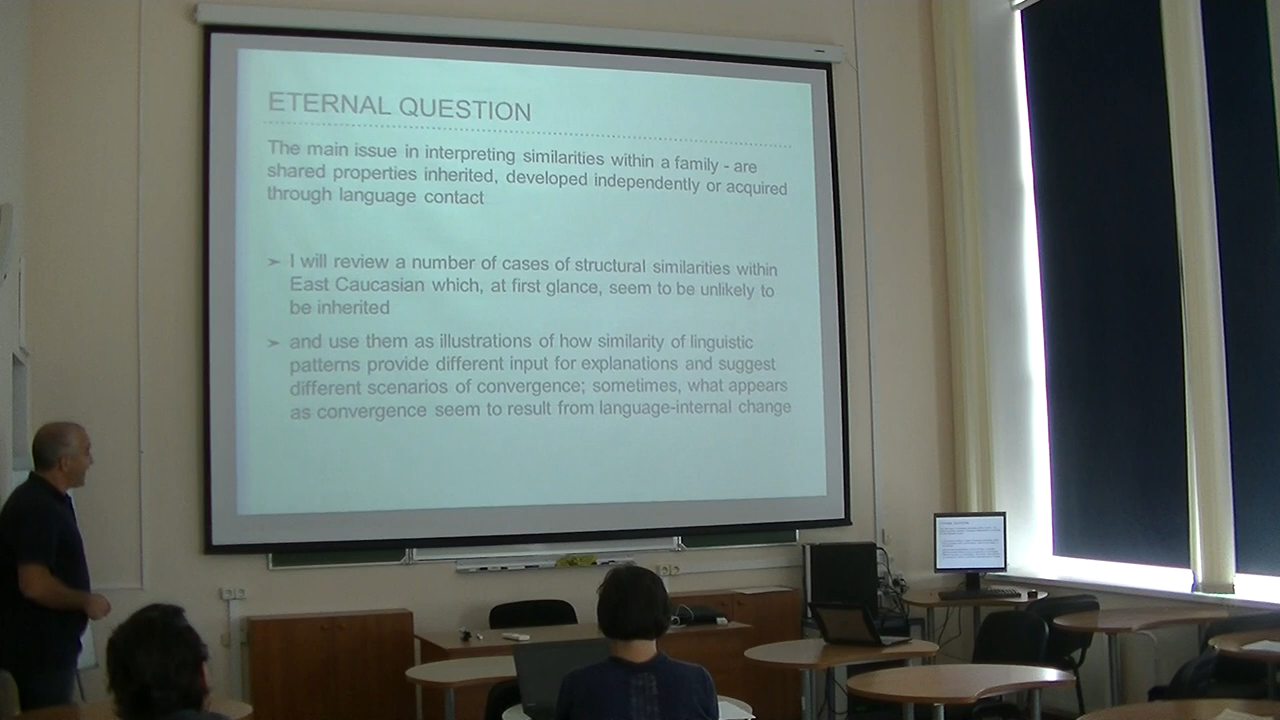 ETERNAL QUESTION
The main issue in interpreting similarities within a family - are
shared properties inherited, developed independently or acquired
through language contact
➢ I will review a number of cases of structural similarities within
East Caucasian which, at first glance, seem to be unlikely to
be inherited
➢ and use them as illustrations of how similarity of linguistic
patterns provide different input for explanations and suggest
different scenarios of convergence; sometimes, what appears
as convergence seem to result from language-internal change